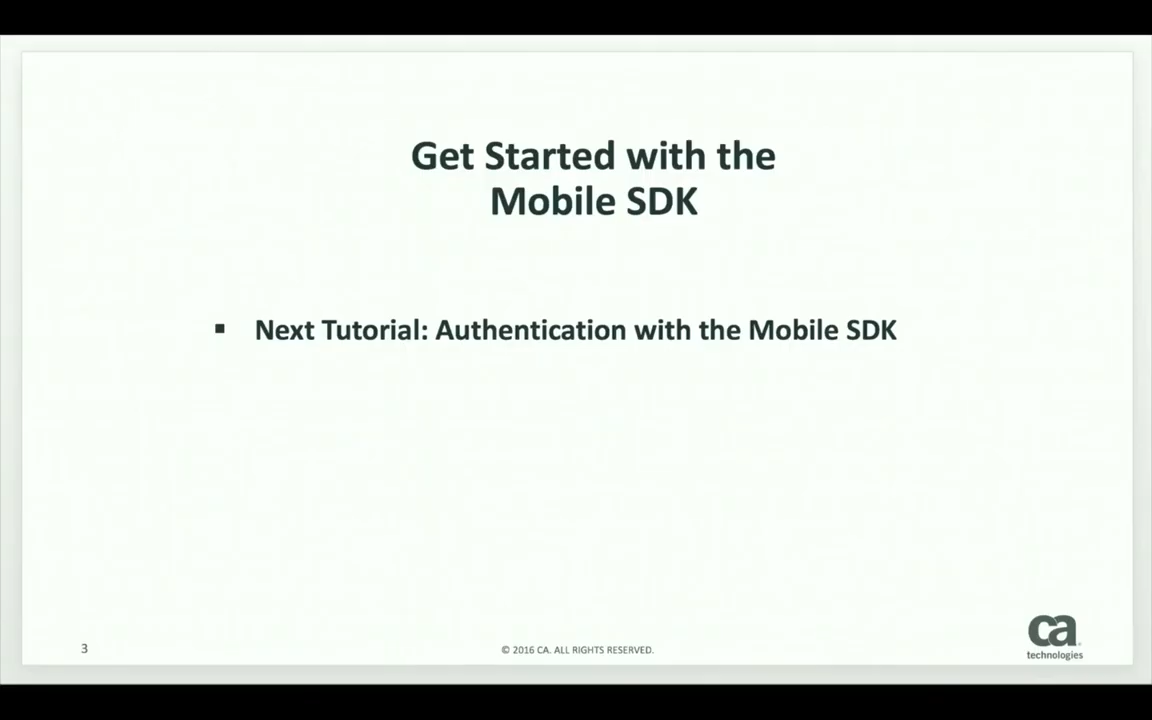 Get Started with the
Mobile SDK
▪ Next Tutorial: Authentication with the Mobile SDK
3
© 2016 CA. ALL RIGHTS RESERVED.
ca
technologies